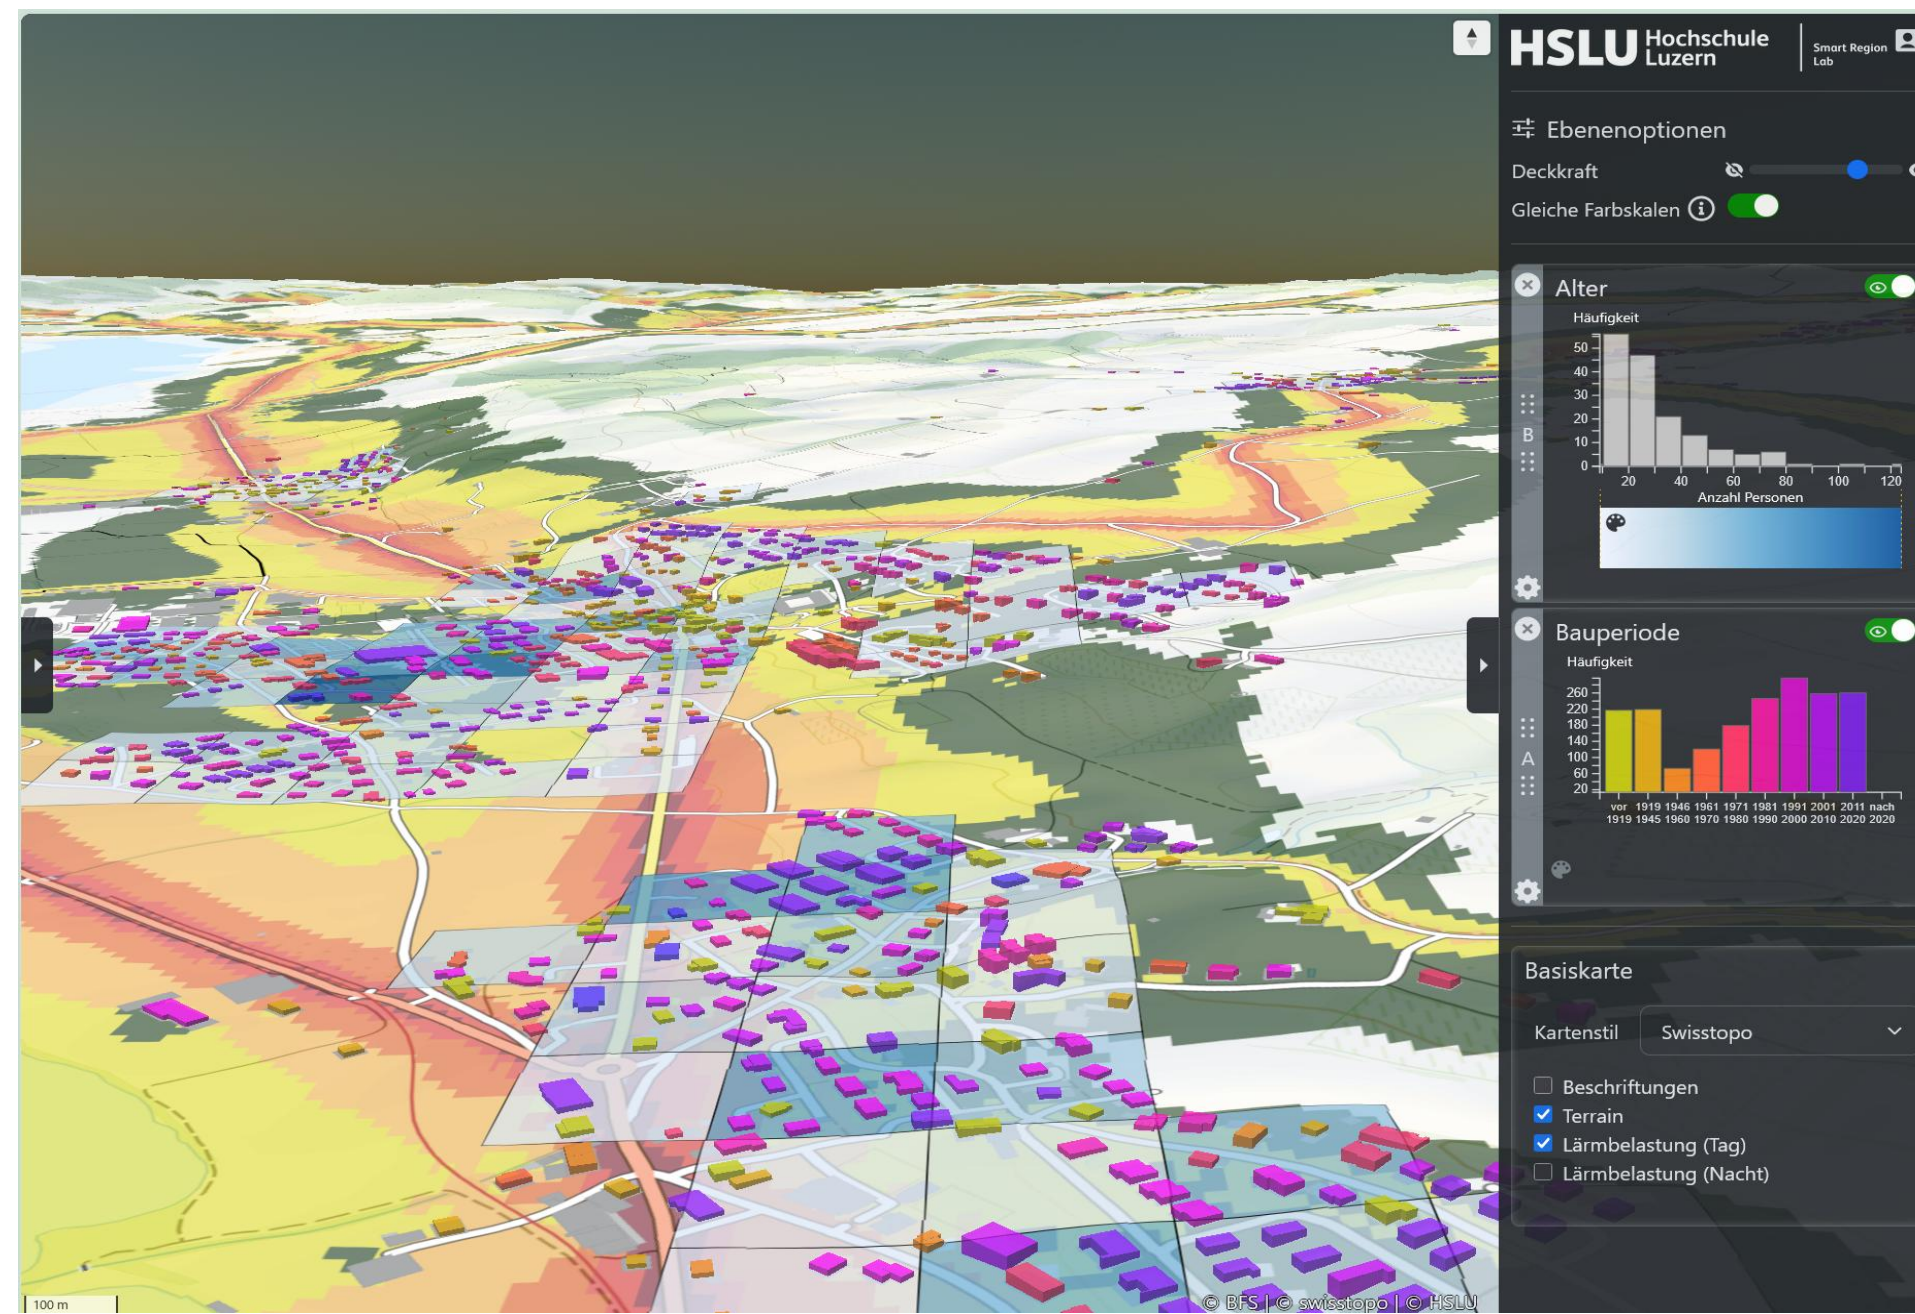 HSLU Hochschule
Luzern
Smart Region
Lab
Ebenenoptionen
Deckkraft
Gleiche Farbskalen
Alter
Häufigkeit
50
40
30
20
10
0
20 40 60 80 100 120
Anzahl Personen
B
Bauperiode
Häufigkeit
260
220
180
140
100
60
20
vor 1919 1946 1961 1971 1981 1991 2001 2011 nach
1919 1945 1960 1970 1980 1990 2000 2010 2020 2020
A
Basiskarte
Kartenstil Swisstopo
Beschriftungen
Terrain
Lärmbelastung (Tag)
Lärmbelastung (Nacht)
100 m
© BFS | © swisstopo | © HSLU